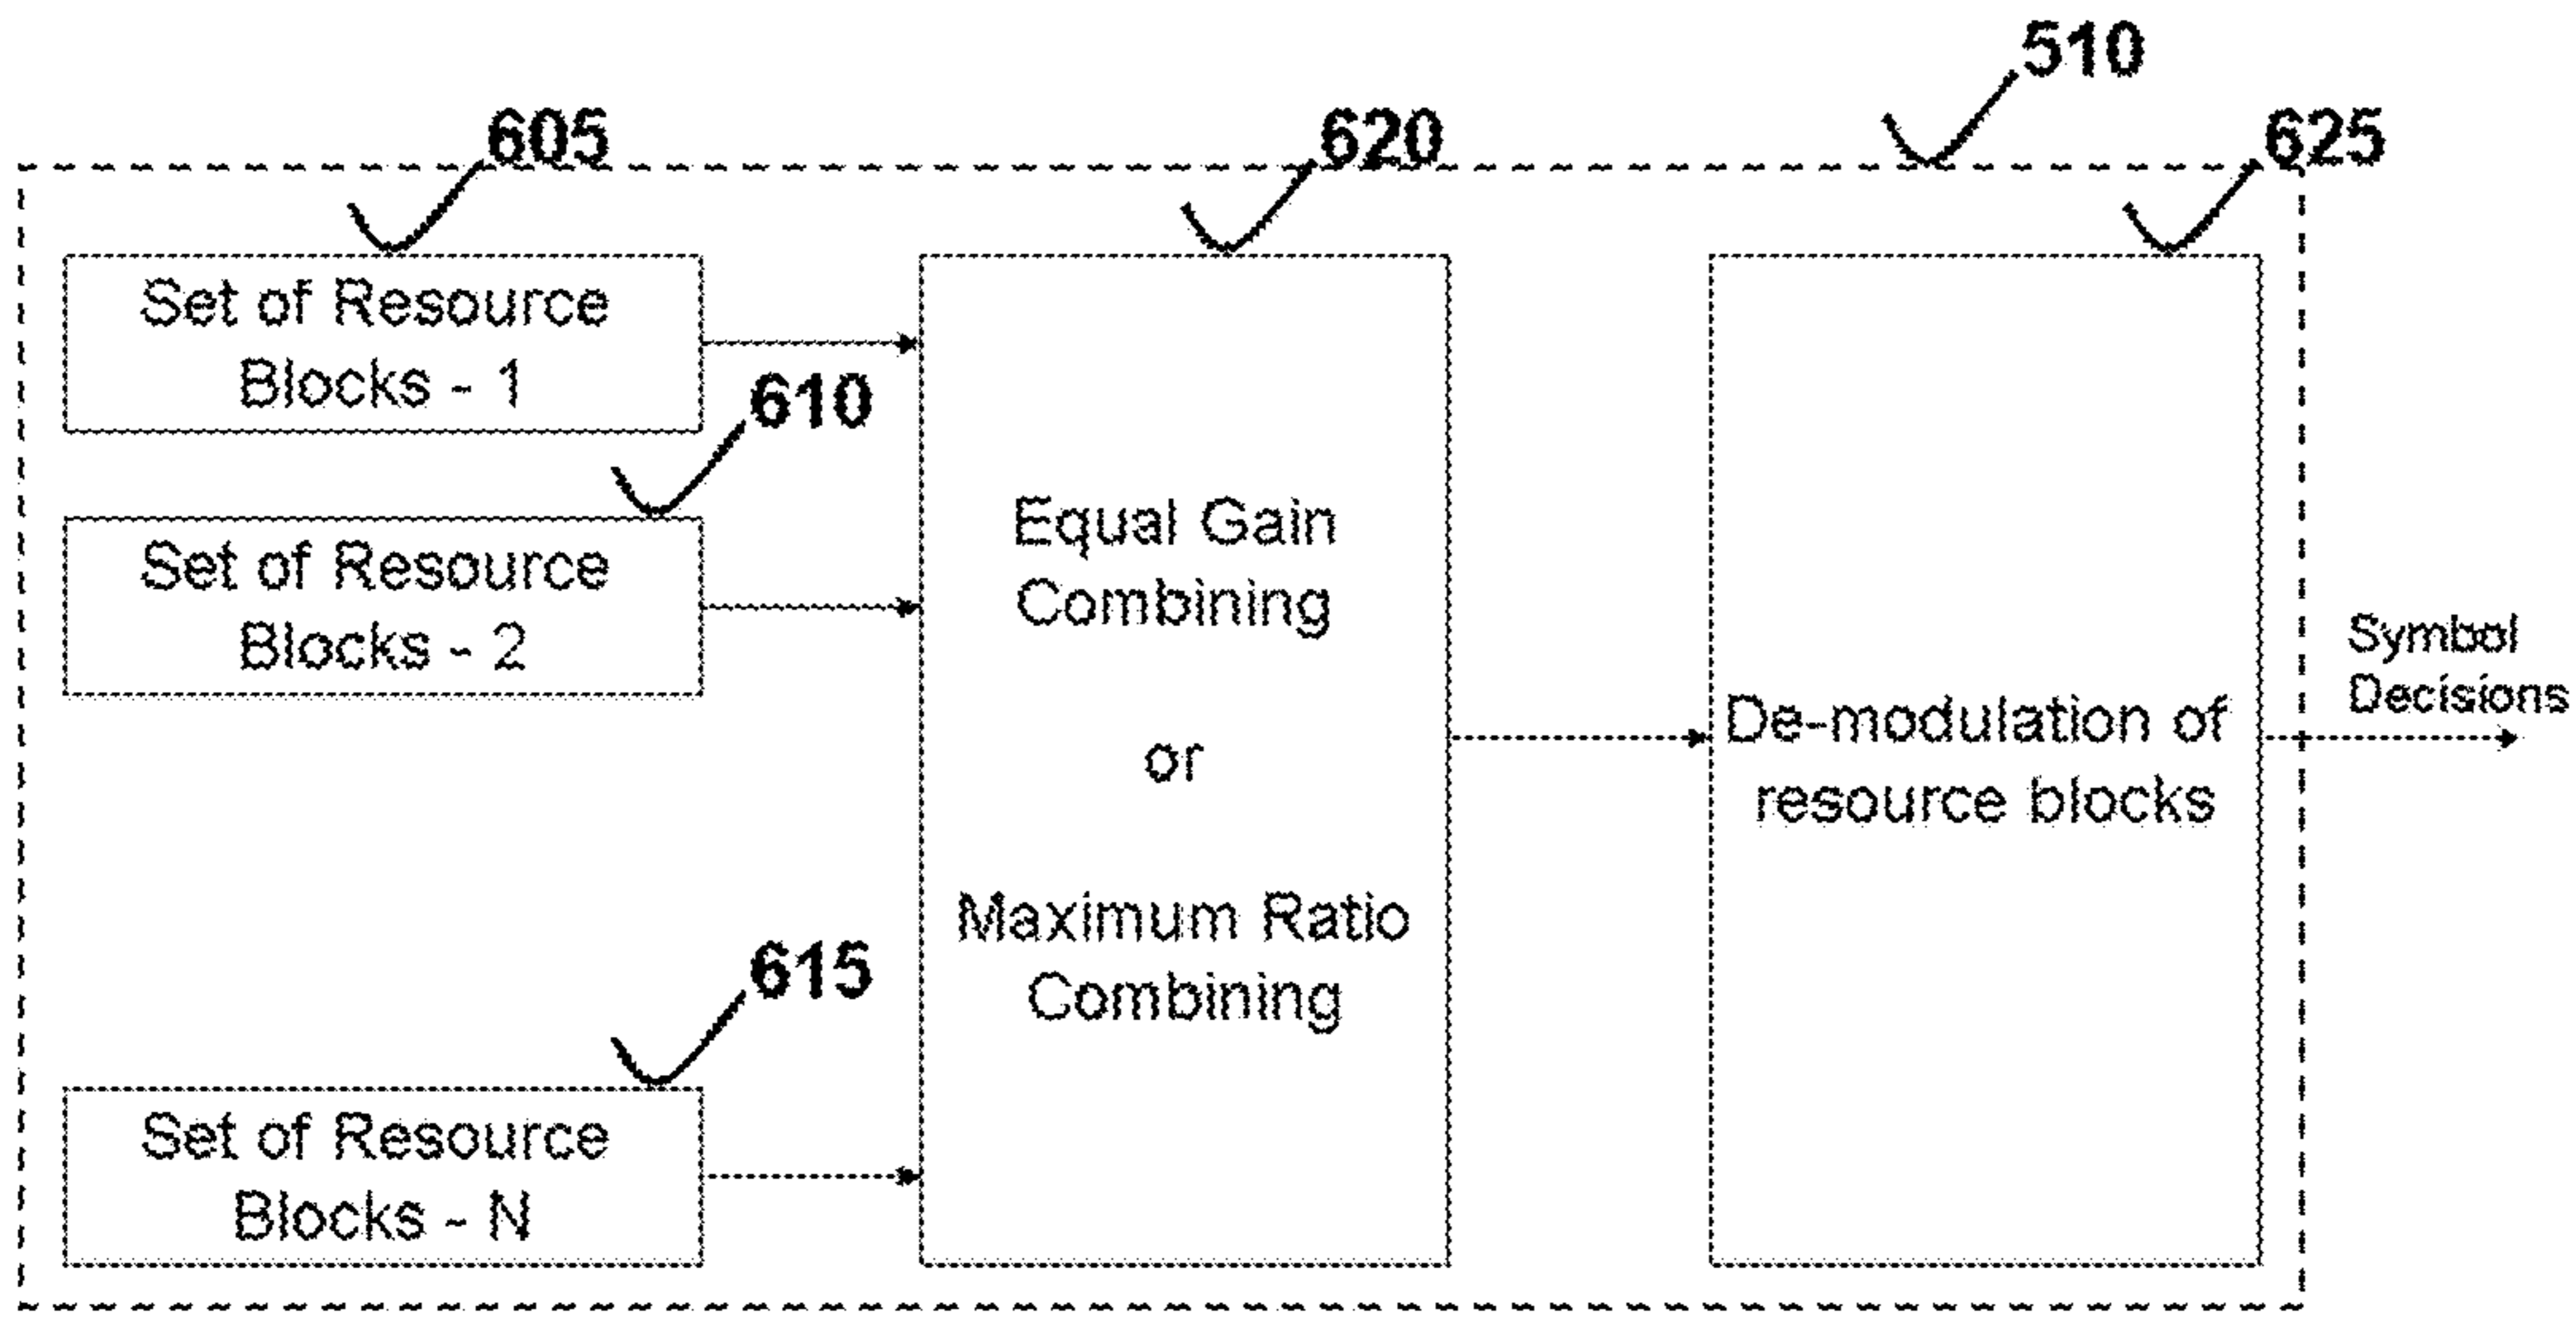 510
605
620
625
Set of Resource
Blocks - 1
610
Set of Resource
Blocks - 2
Equal Gain
Combining
or
Maximum Ratio
Combining
De-modulation of
resource blocks
Symbol
Decisions
615
Set of Resource
Blocks - N